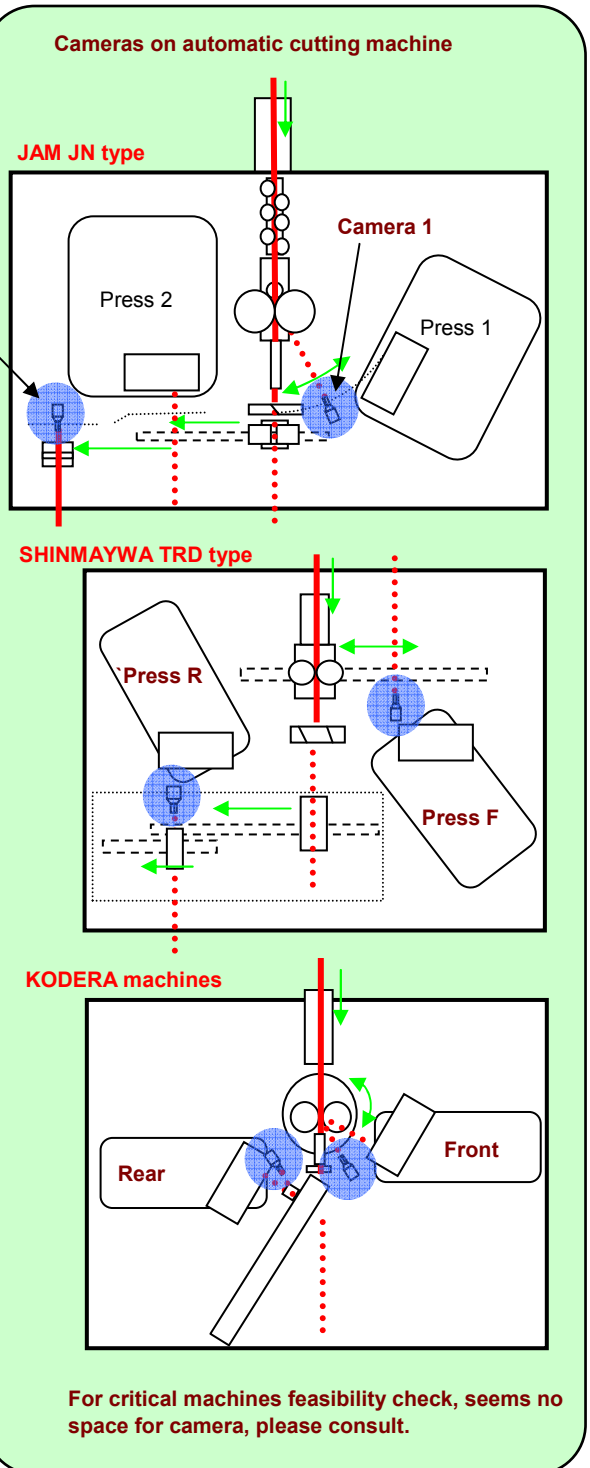 Cameras on automatic cutting machine
JAM JN type
Camera 1
Press 2
Press 1
SHINMAYWA TRD type
`Press R
Press F
KODERA machines
Rear
Front
For critical machines feasibility check, seems no
space for camera, please consult.